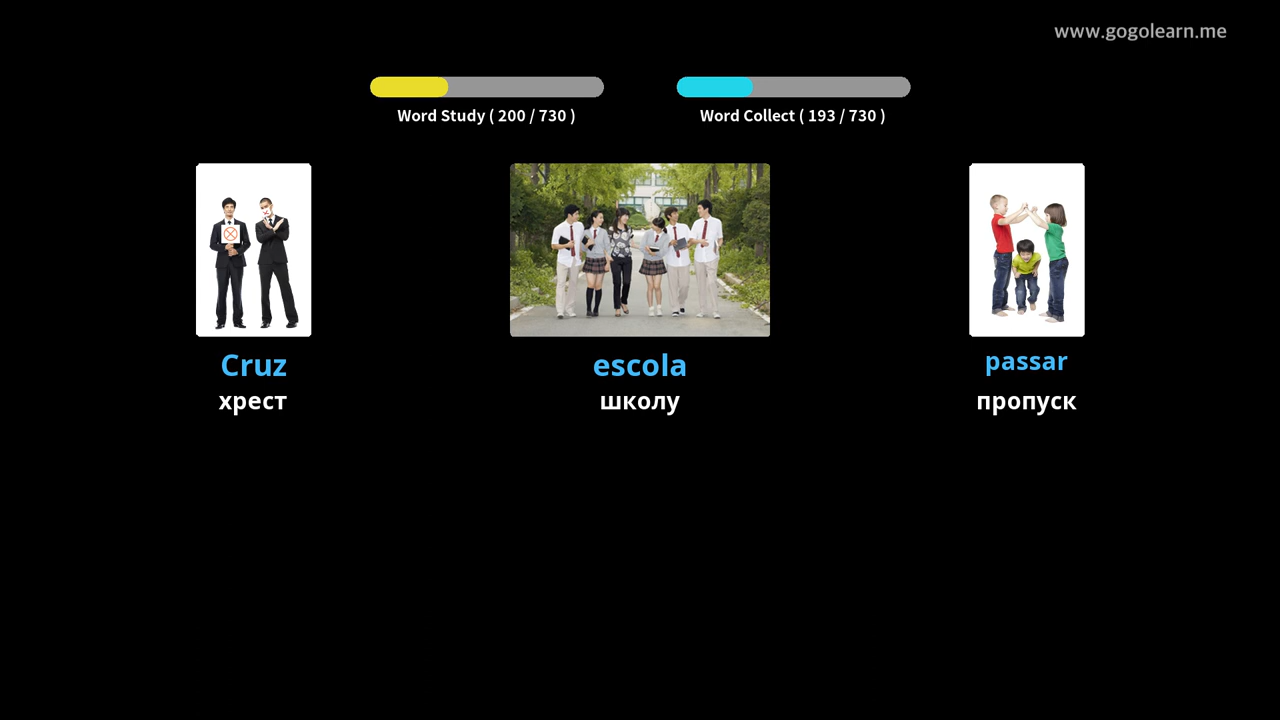 www.gogolearn.me
Word Study ( 200 / 730 )
Word Collect ( 193 / 730 )
Cruz
хрест
escola
школу
passar
пропуск